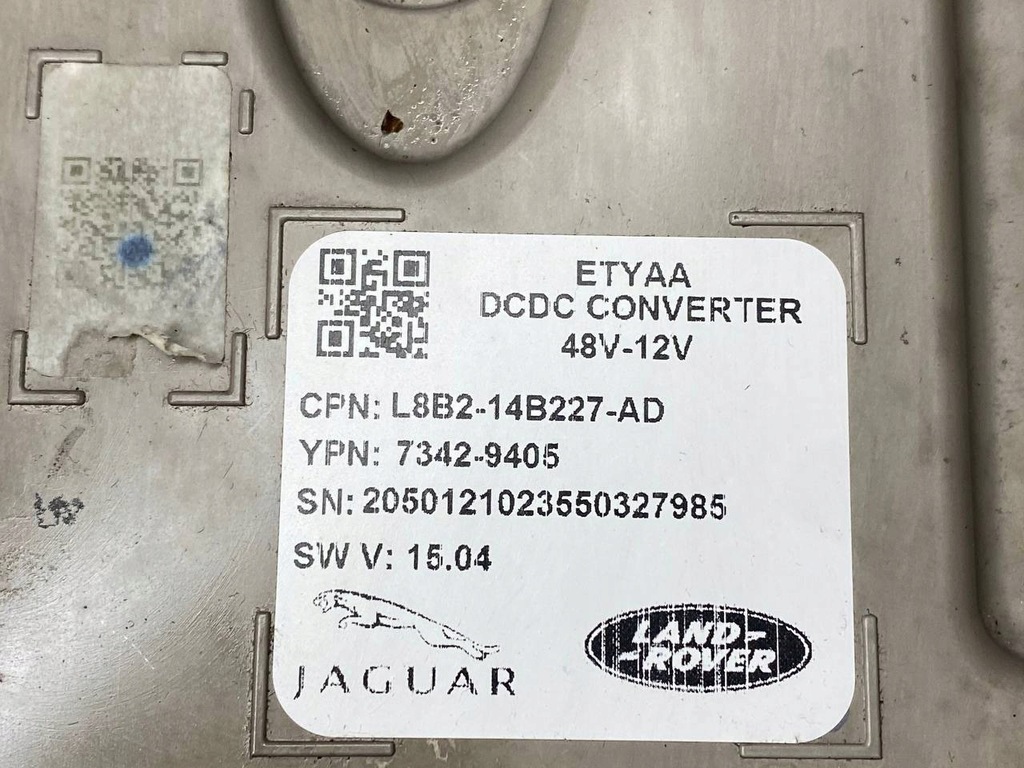 ETYAA
DCDC CONVERTER
48V-12V
CPN: L8B2-14B227-AD
YPN: 7342-9405
SN: 2050121023550327985
SW V: 15.04
JAGUAR
LAND-
-ROVER